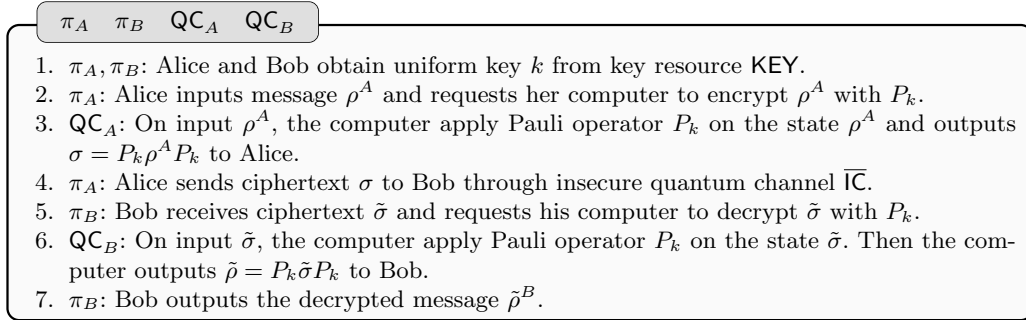 π_A π_B QC_A QC_B
1. π_A, π_B: Alice and Bob obtain uniform key k from key resource KEY.
2. π_A: Alice inputs message ρ^A and requests her computer to encrypt ρ^A with P_k.
3. QC_A: On input ρ^A, the computer apply Pauli operator P_k on the state ρ^A and outputs
σ = P_kρ^AP_k to Alice.
4. π_A: Alice sends ciphertext σ to Bob through insecure quantum channel \overline{IC}.
5. π_B: Bob receives ciphertext σ̃ and requests his computer to decrypt σ̃ with P_k.
6. QC_B: On input σ̃, the computer apply Pauli operator P_k on the state σ̃. Then the com-
puter outputs ρ̃ = P_kσ̃P_k to Bob.
7. π_B: Bob outputs the decrypted message ρ̃^B.